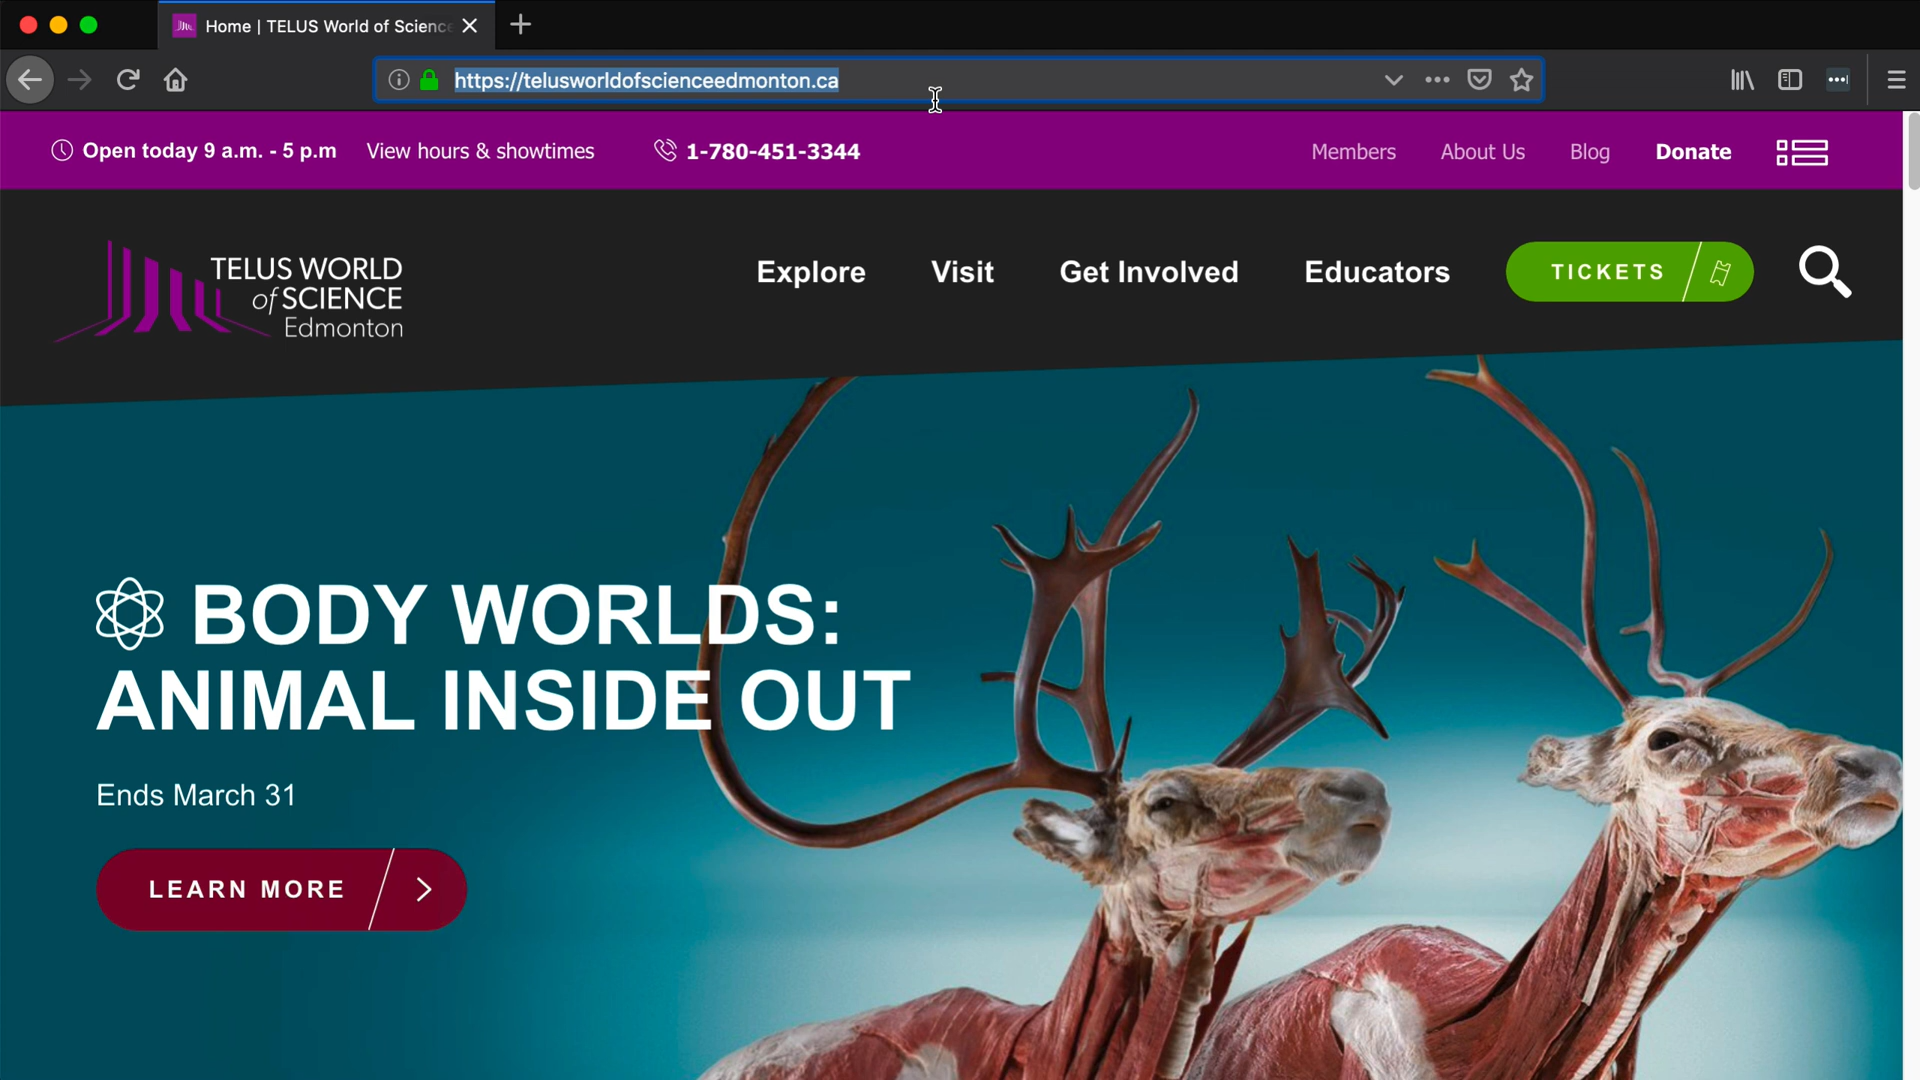 Home | TELUS World of Science
https://telusworldofscienceedmonton.ca
Open today 9 a.m. - 5 p.m View hours & showtimes 1-780-451-3344 Members About Us Blog Donate
TELUS WORLD
of SCIENCE
Edmonton
Explore Visit Get Involved Educators TICKETS
BODY WORLDS:
ANIMAL INSIDE OUT
Ends March 31
LEARN MORE